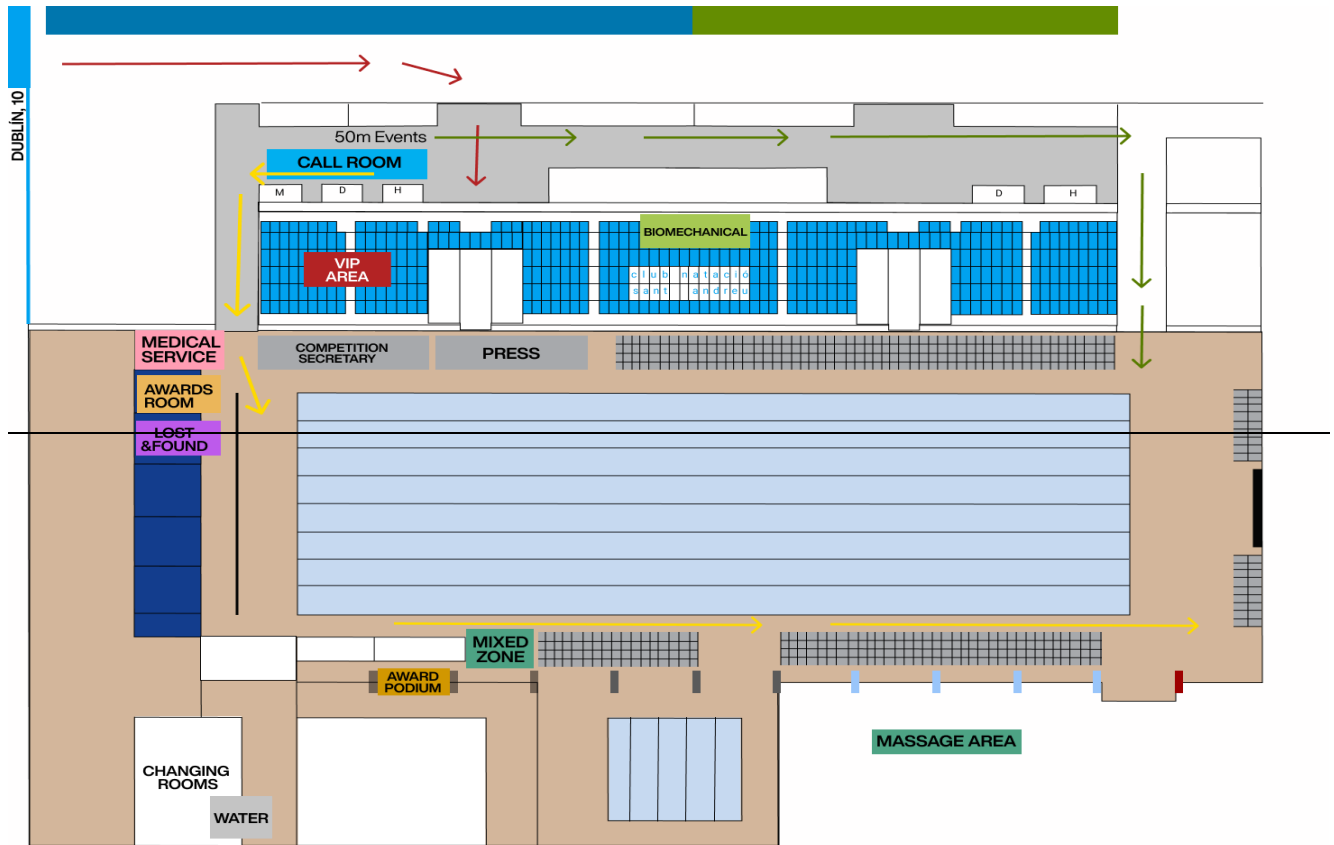 DUBLÍN, 10
50m Events
CALL ROOM
M
D
H
D
H
BIOMECHANICAL
VIP
AREA
club natació
sant andreu
MEDICAL
SERVICE
COMPETITION
SECRETARY
PRESS
AWARDS
ROOM
LOST
&FOUND
MIXED
ZONE
AWARD
PODIUM
MASSAGE AREA
CHANGING
ROOMS
WATER